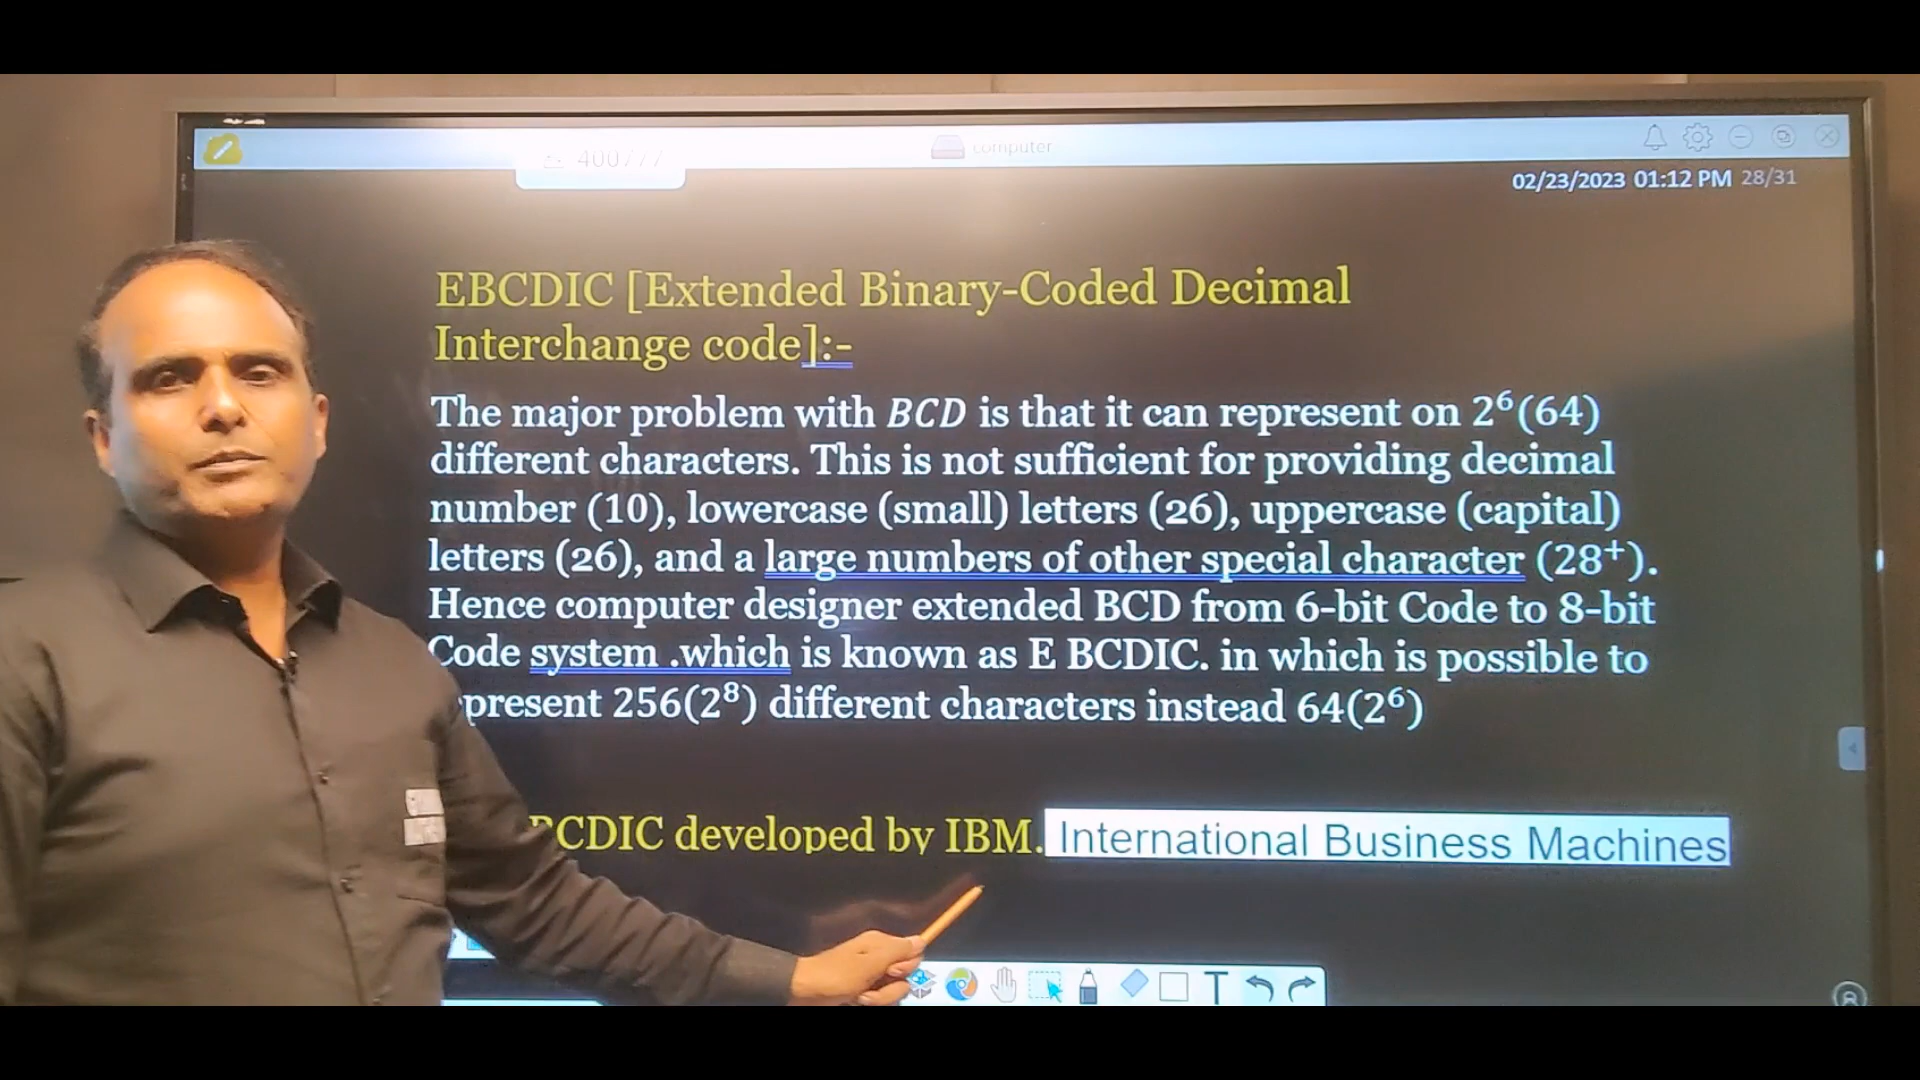 400777
computer
02/23/2023 01:12 PM 28/31
EBCDIC [Extended Binary-Coded Decimal
Interchange code]:-
The major problem with BCD is that it can represent on 2⁶(64)
different characters. This is not sufficient for providing decimal
number (10), lowercase (small) letters (26), uppercase (capital)
letters (26), and a large numbers of other special character (28⁺).
Hence computer designer extended BCD from 6-bit Code to 8-bit
Code system .which is known as E BCDIC. in which is possible to
present 256(2⁸) different characters instead 64(2⁶)
BCDIC developed by IBM. International Business Machines
T